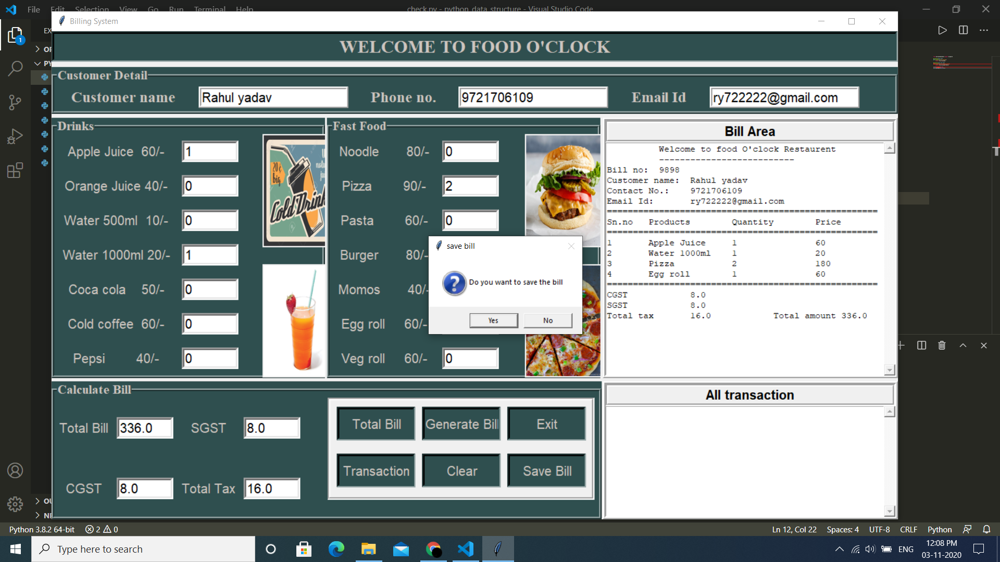 File Edit Selection View Go Run Terminal Help check.py - python_data_structure - Visual Studio Code
Billing System
WELCOME TO FOOD O'CLOCK
Customer Detail
Customer name Rahul yadav Phone no. 9721706109 Email Id ry722222@gmail.com
Drinks
Apple Juice 60/- 1
Orange Juice 40/- 0
Water 500ml 10/- 0
Water 1000ml 20/- 1
Coca cola 50/- 0
Cold coffee 60/- 0
Pepsi 40/- 0
20¢
big
Cold Drink
Fast Food
Noodle 80/- 0
Pizza 90/- 2
Pasta 60/- 0
Burger 80/-
Momos 40/-
Egg roll 60/-
Veg roll 60/- 0
save bill
Do you want to save the bill
Yes No
Bill Area
Welcome to food O'clock Restaurent
--------------------------
Bill no: 9898
Customer name: Rahul yadav
Contact No.: 9721706109
Email Id: ry722222@gmail.com
====================================================
Sn.no Products Quantity Price
====================================================
1 Apple Juice 1 60
2 Water 1000ml 1 20
3 Pizza 2 180
4 Egg roll 1 60
====================================================
CGST 8.0
SGST 8.0
Total tax 16.0 Total amount 336.0
Calculate Bill
Total Bill 336.0 SGST 8.0
CGST 8.0 Total Tax 16.0
Total Bill Generate Bill Exit
Transaction Clear Save Bill
All transaction
Python 3.8.2 64-bit 2 0 Ln 12, Col 22 Spaces: 4 UTF-8 CRLF Python
Type here to search
ENG
12:08 PM
03-11-2020